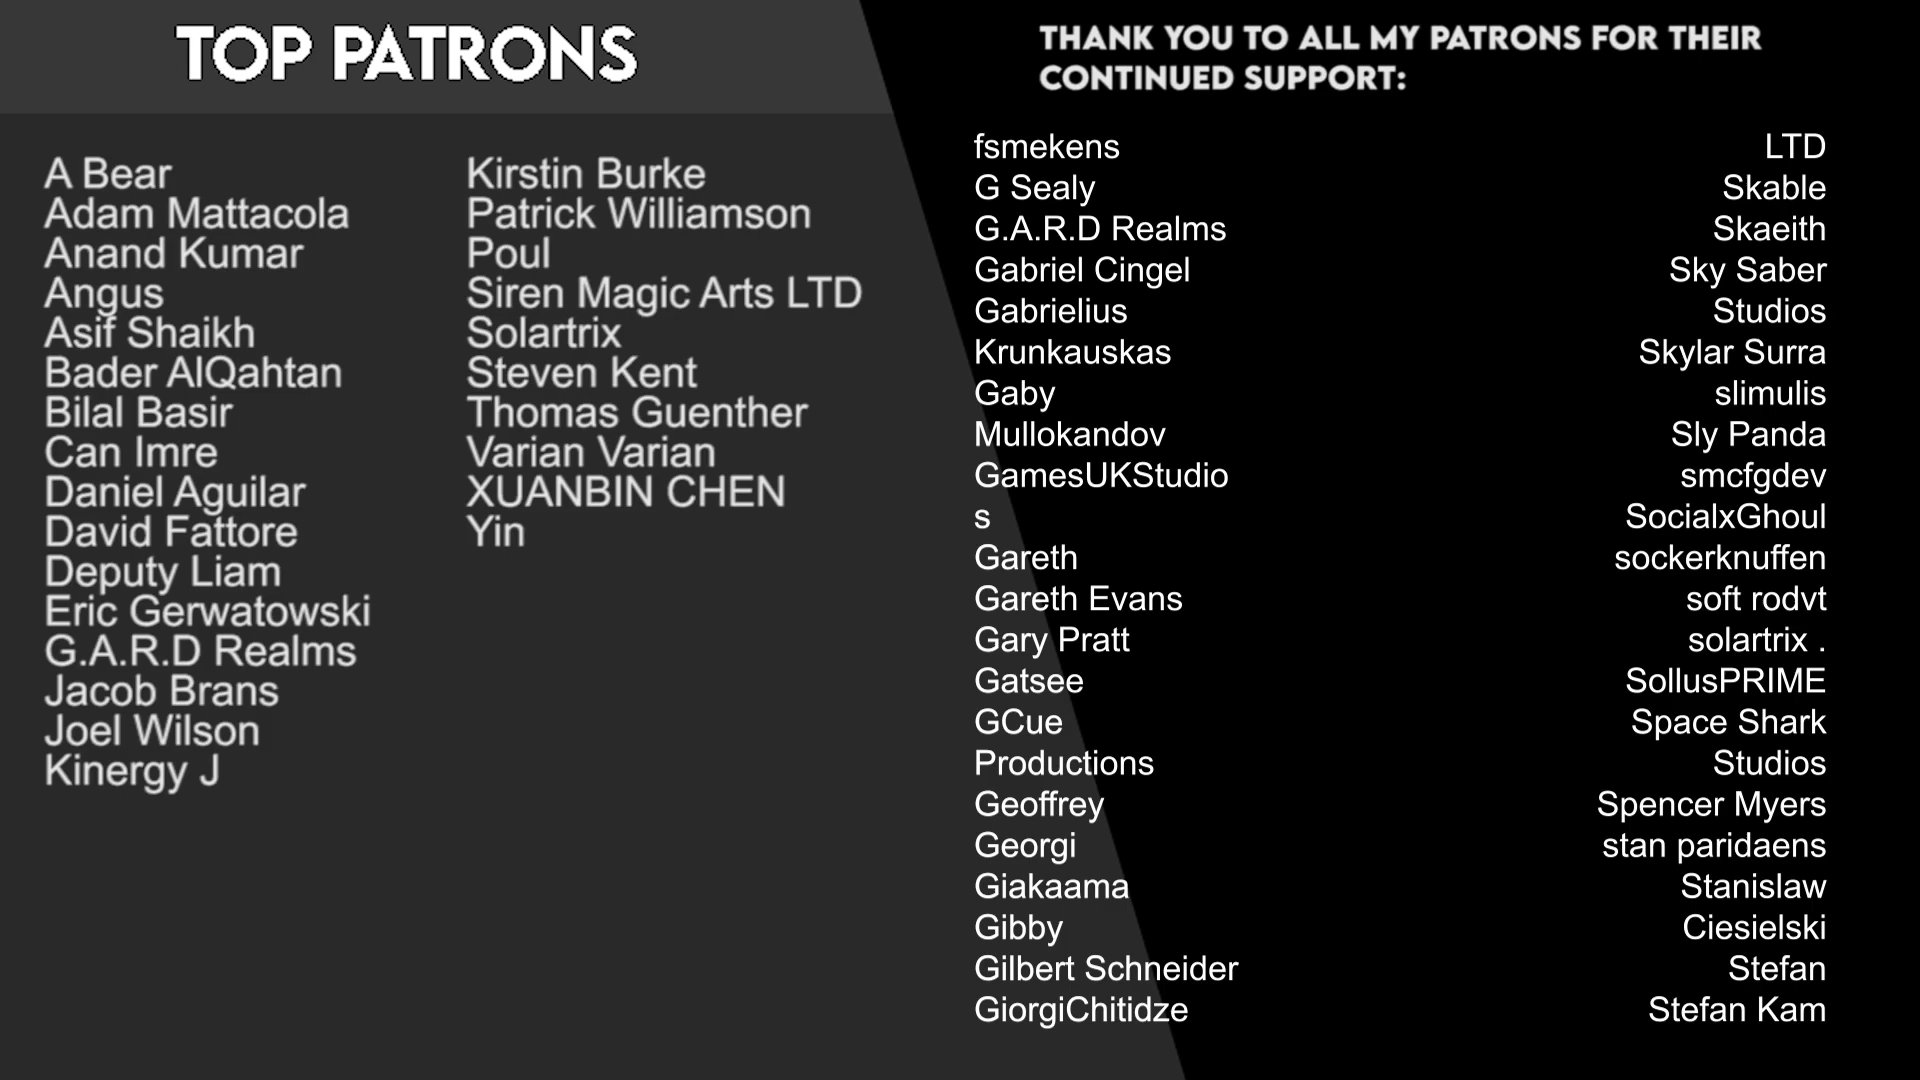 TOP PATRONS
A Bear
Adam Mattacola
Anand Kumar
Angus
Asif Shaikh
Bader AlQahtan
Bilal Basir
Can Imre
Daniel Aguilar
David Fattore
Deputy Liam
Eric Gerwatowski
G.A.R.D Realms
Jacob Brans
Joel Wilson
Kinergy J
Kirstin Burke
Patrick Williamson
Poul
Siren Magic Arts LTD
Solartrix
Steven Kent
Thomas Guenther
Varian Varian
XUANBIN CHEN
Yin
THANK YOU TO ALL MY PATRONS FOR THEIR
CONTINUED SUPPORT:
fsmekens
G Sealy
G.A.R.D Realms
Gabriel Cingel
Gabrielius
Krunkauskas
Gaby
Mullokandov
GamesUKStudio
s
Gareth
Gareth Evans
Gary Pratt
Gatsee
GCue
Productions
Geoffrey
Georgi
Giakaama
Gibby
Gilbert Schneider
GiorgiChitidze
LTD
Skable
Skaeith
Sky Saber
Studios
Skylar Surra
slimulis
Sly Panda
smcfgdev
SocialxGhoul
sockerknuffen
soft rodvt
solartrix .
SollusPRIME
Space Shark
Studios
Spencer Myers
stan paridaens
Stanislaw
Ciesielski
Stefan
Stefan Kam